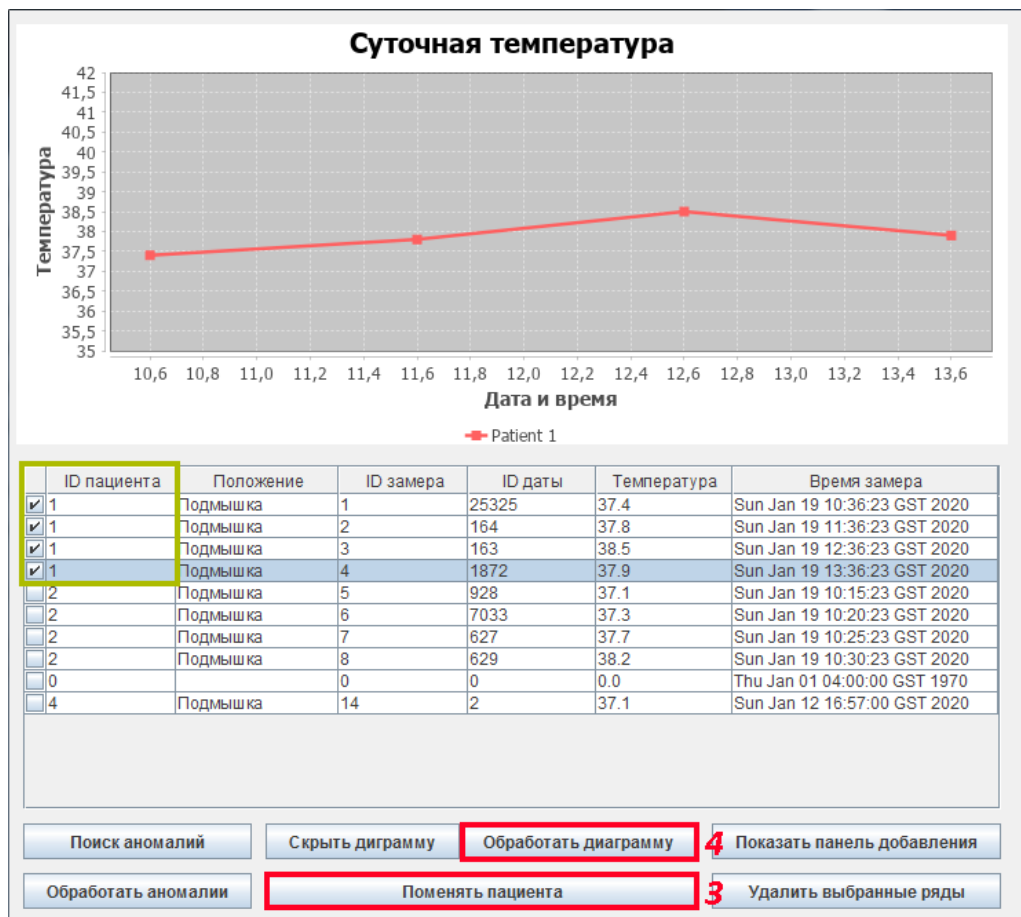 Суточная температура
Температура
42
41,5
41
40,5
40
39,5
39
38,5
38
37,5
37
36,5
36
35,5
35
10,6 10,8 11,0 11,2 11,4 11,6 11,8 12,0 12,2 12,4 12,6 12,8 13,0 13,2 13,4 13,6
Дата и время
Patient 1
ID пациента Положение ID замера ID даты Температура Время замера
1 Подмышка 1 25325 37.4 Sun Jan 19 10:36:23 GST 2020
1 Подмышка 2 164 37.8 Sun Jan 19 11:36:23 GST 2020
1 Подмышка 3 163 38.5 Sun Jan 19 12:36:23 GST 2020
1 Подмышка 4 1872 37.9 Sun Jan 19 13:36:23 GST 2020
2 Подмышка 5 928 37.1 Sun Jan 19 10:15:23 GST 2020
2 Подмышка 6 7033 37.3 Sun Jan 19 10:20:23 GST 2020
2 Подмышка 7 627 37.7 Sun Jan 19 10:25:23 GST 2020
2 Подмышка 8 629 38.2 Sun Jan 19 10:30:23 GST 2020
0 0 0 0.0 Thu Jan 01 04:00:00 GST 1970
4 Подмышка 14 2 37.1 Sun Jan 12 16:57:00 GST 2020
Поиск аномалий Скрыть диграмму Обработать диаграмму 4 Показать панель добавления
Обработать аномалии Поменять пациента 3 Удалить выбранные ряды